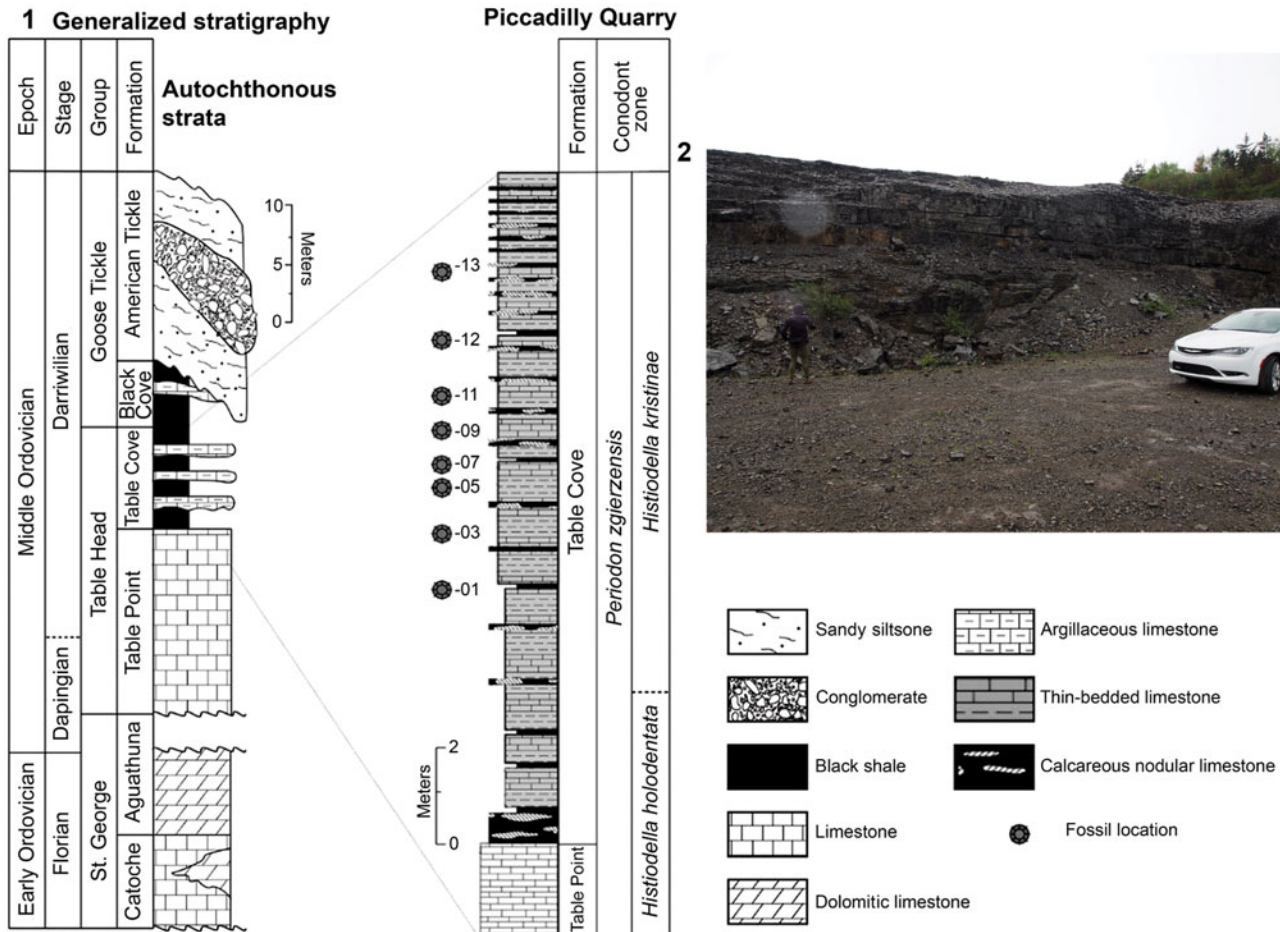 1 Generalized stratigraphy
Epoch
Stage
Group
Formation
Autochthonous
strata
Middle Ordovician
Early Ordovician
Darriwilian
Dapingian
Florian
Goose Tickle
Table Head
St. George
American Tickle
Black
Cove
Table Cove
Table Point
Aguathuna
Catoche
10
5
0
Meters
Piccadilly Quarry
Formation
Conodont
zone
-13
-12
-11
-09
-07
-05
-03
-01
2
0
Meters
Table Cove
Table Point
Periodon zgierzensis
Histiodella kristinae
Histiodella holodentata
2
Sandy siltsone
Conglomerate
Black shale
Limestone
Dolomitic limestone
Argillaceous limestone
Thin-bedded limestone
Calcareous nodular limestone
Fossil location